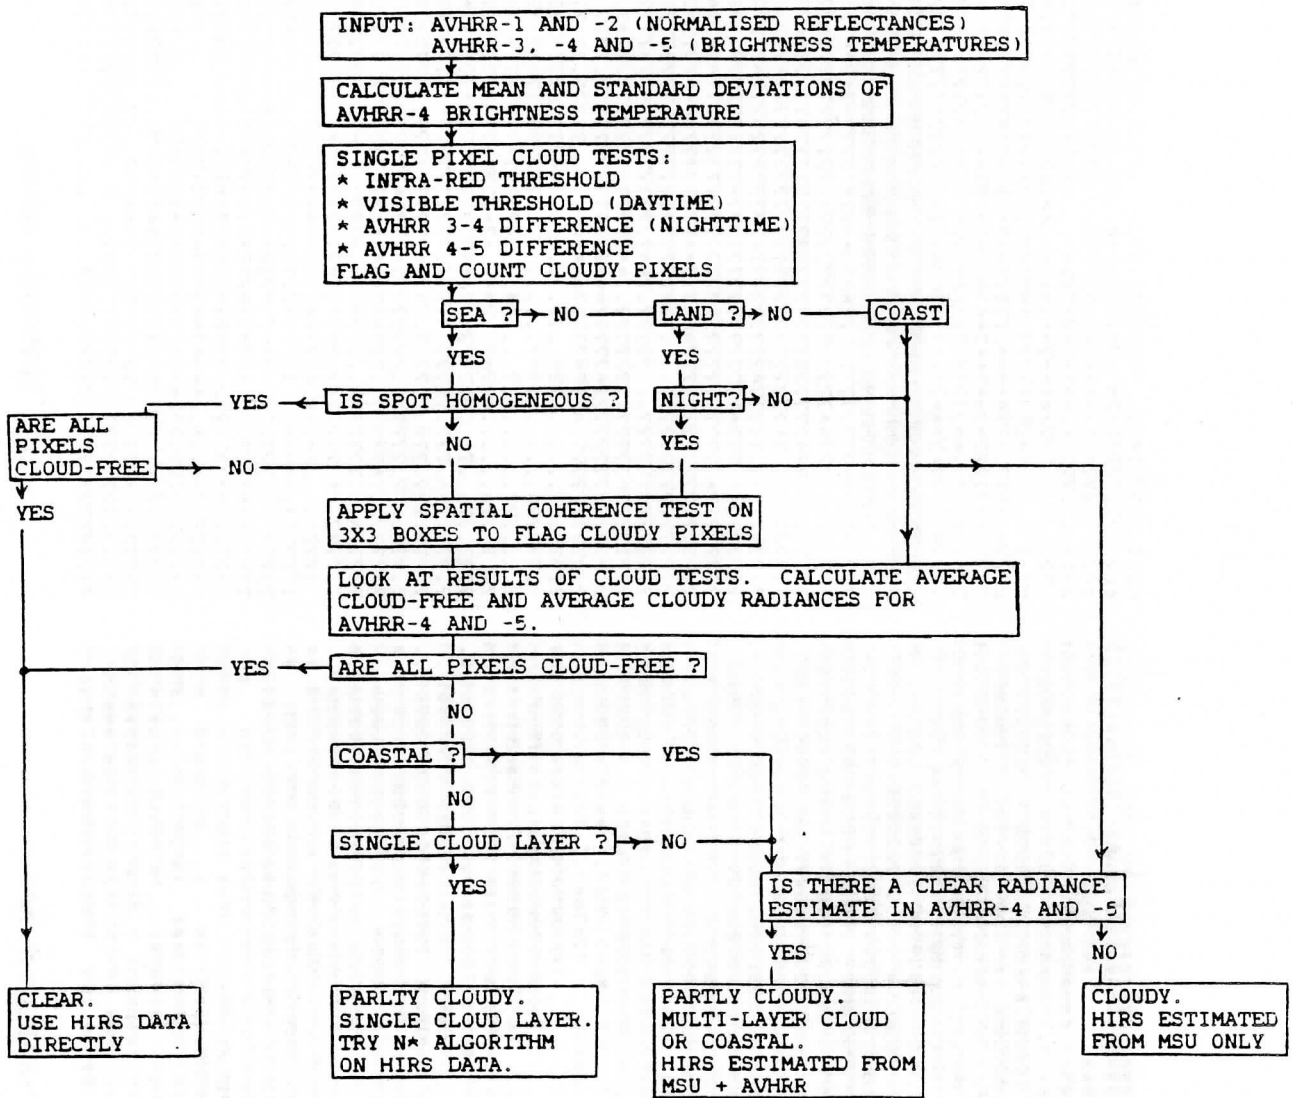 INPUT: AVHRR-1 AND -2 (NORMALISED REFLECTANCES)
AVHRR-3, -4 AND -5 (BRIGHTNESS TEMPERATURES)
CALCULATE MEAN AND STANDARD DEVIATIONS OF
AVHRR-4 BRIGHTNESS TEMPERATURE
SINGLE PIXEL CLOUD TESTS:
* INFRA-RED THRESHOLD
* VISIBLE THRESHOLD (DAYTIME)
* AVHRR 3-4 DIFFERENCE (NIGHTTIME)
* AVHRR 4-5 DIFFERENCE
FLAG AND COUNT CLOUDY PIXELS
SEA ? NO LAND ? NO COAST
YES YES
YES IS SPOT HOMOGENEOUS ? NIGHT? NO
ARE ALL
PIXELS
CLOUD-FREE
NO NO YES
YES
APPLY SPATIAL COHERENCE TEST ON
3X3 BOXES TO FLAG CLOUDY PIXELS
LOOK AT RESULTS OF CLOUD TESTS. CALCULATE AVERAGE
CLOUD-FREE AND AVERAGE CLOUDY RADIANCES FOR
AVHRR-4 AND -5.
YES ARE ALL PIXELS CLOUD-FREE ?
NO
COASTAL ? YES
NO
SINGLE CLOUD LAYER ? NO
YES
IS THERE A CLEAR RADIANCE
ESTIMATE IN AVHRR-4 AND -5
YES NO
CLEAR.
USE HIRS DATA
DIRECTLY
PARLTY CLOUDY.
SINGLE CLOUD LAYER.
TRY N* ALGORITHM
ON HIRS DATA.
PARTLY CLOUDY.
MULTI-LAYER CLOUD
OR COASTAL.
HIRS ESTIMATED FROM
MSU + AVHRR
CLOUDY.
HIRS ESTIMATED
FROM MSU ONLY